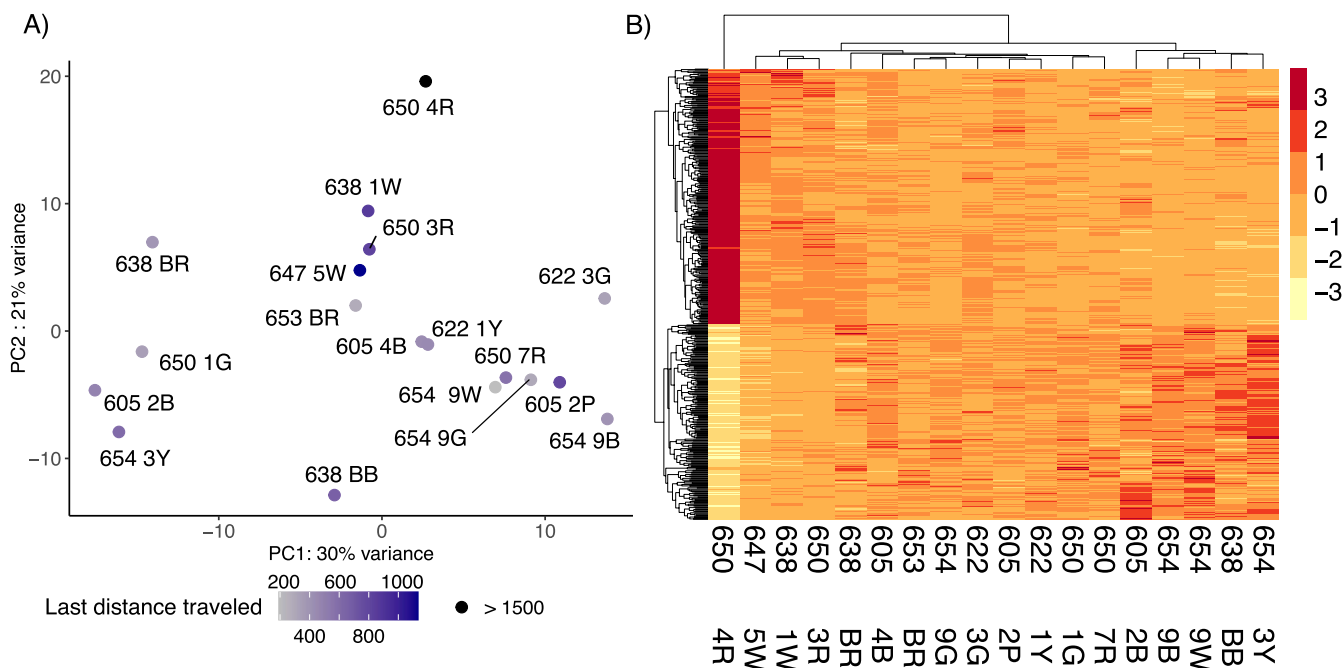 A)
PC2 : 21% variance
20
10
0
−10
650 4R
638 1W
650 3R
638 BR
647 5W
622 3G
653 BR
622 1Y
605 4B
650 7R
650 1G
654 9W
605 2P
605 2B
654 9G
654 9B
654 3Y
638 BB
−10
0
10
PC1: 30% variance
200 600 1000
Last distance traveled
400 800
> 1500
B)
3
2
1
0
−1
−2
−3
650 4R
647 5W
638 1W
650 3R
638 BR
605 4B
653 BR
654 9G
622 3G
605 2P
622 1Y
650 1G
650 7R
605 2B
654 9B
654 9W
638 BB
654 3Y